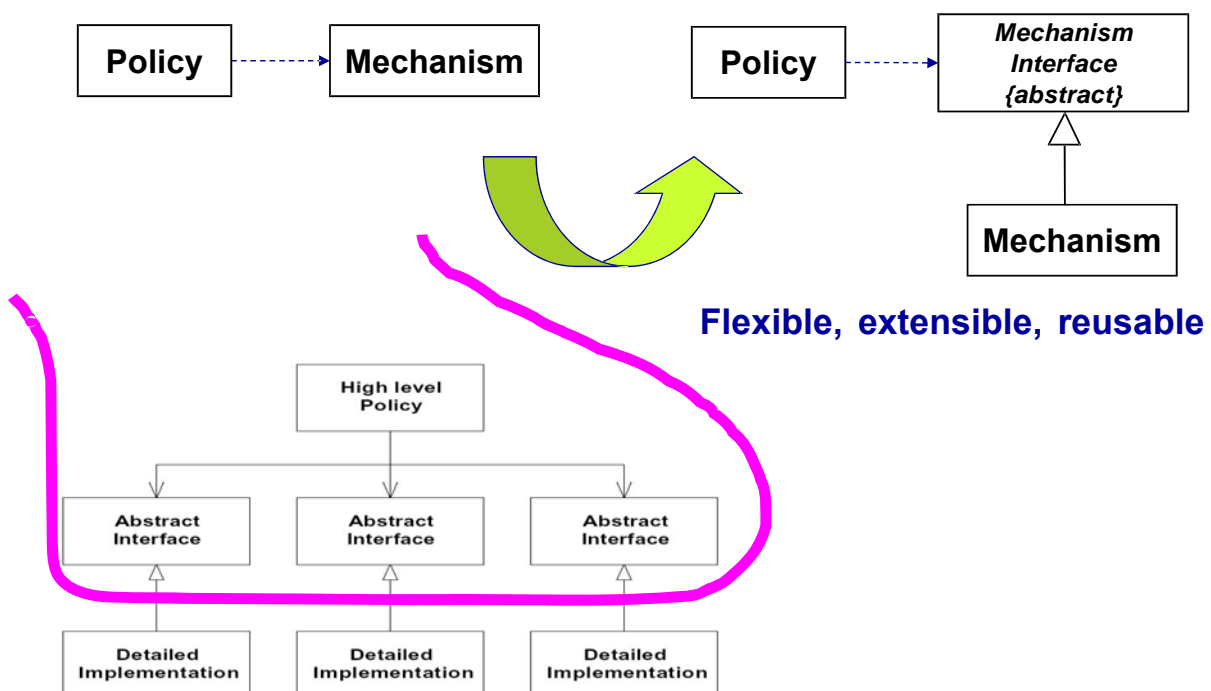 Policy
Mechanism
Policy
Mechanism
Interface
{abstract}
Mechanism
Flexible, extensible, reusable
High level
Policy
Abstract
Interface
Abstract
Interface
Abstract
Interface
Detailed
Implementation
Detailed
Implementation
Detailed
Implementation